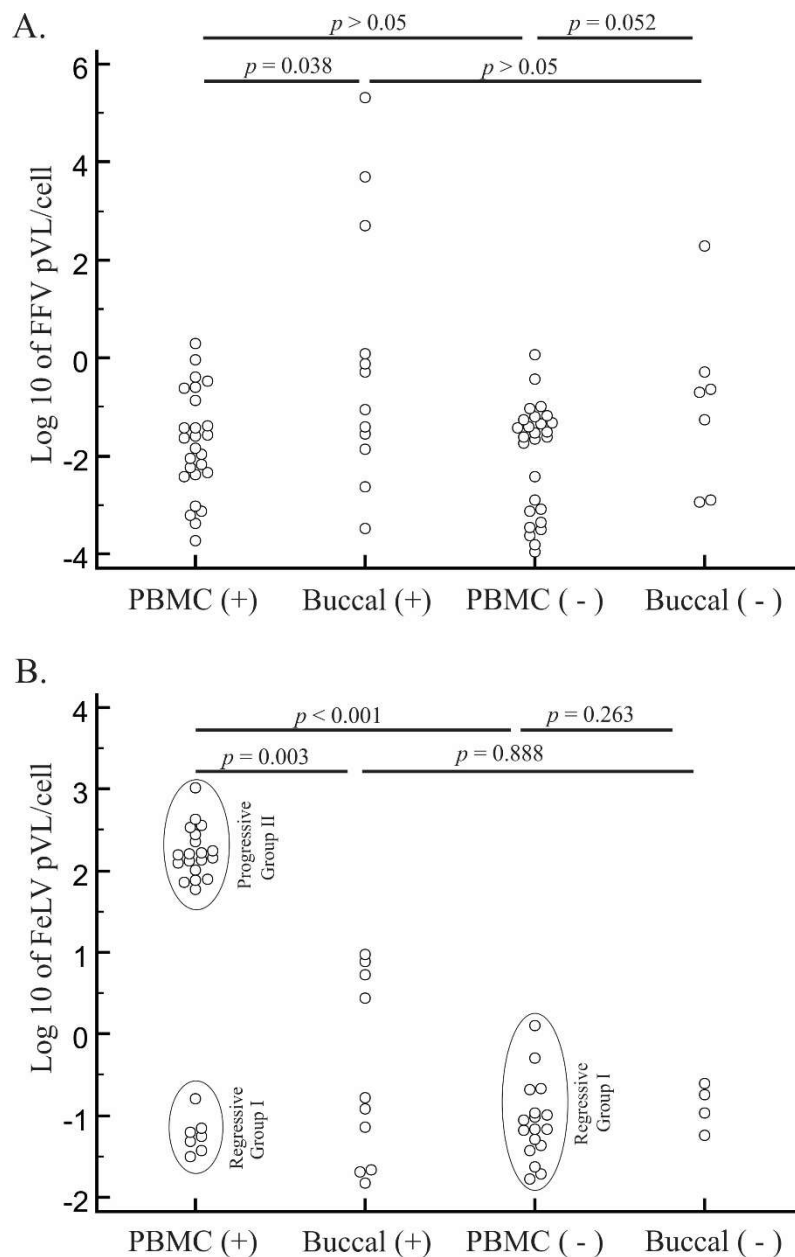 A.
p > 0.05
p = 0.052
p = 0.038
p > 0.05
Log 10 of FFV pVL/cell
6
4
2
0
-2
-4
PBMC (+)
Buccal (+)
PBMC ( - )
Buccal ( - )
B.
p < 0.001
p = 0.263
p = 0.003
p = 0.888
Log 10 of FeLV pVL/cell
4
3
2
1
0
-1
-2
Progressive
Group II
Regressive
Group I
Regressive
Group I
PBMC (+)
Buccal (+)
PBMC ( - )
Buccal ( - )